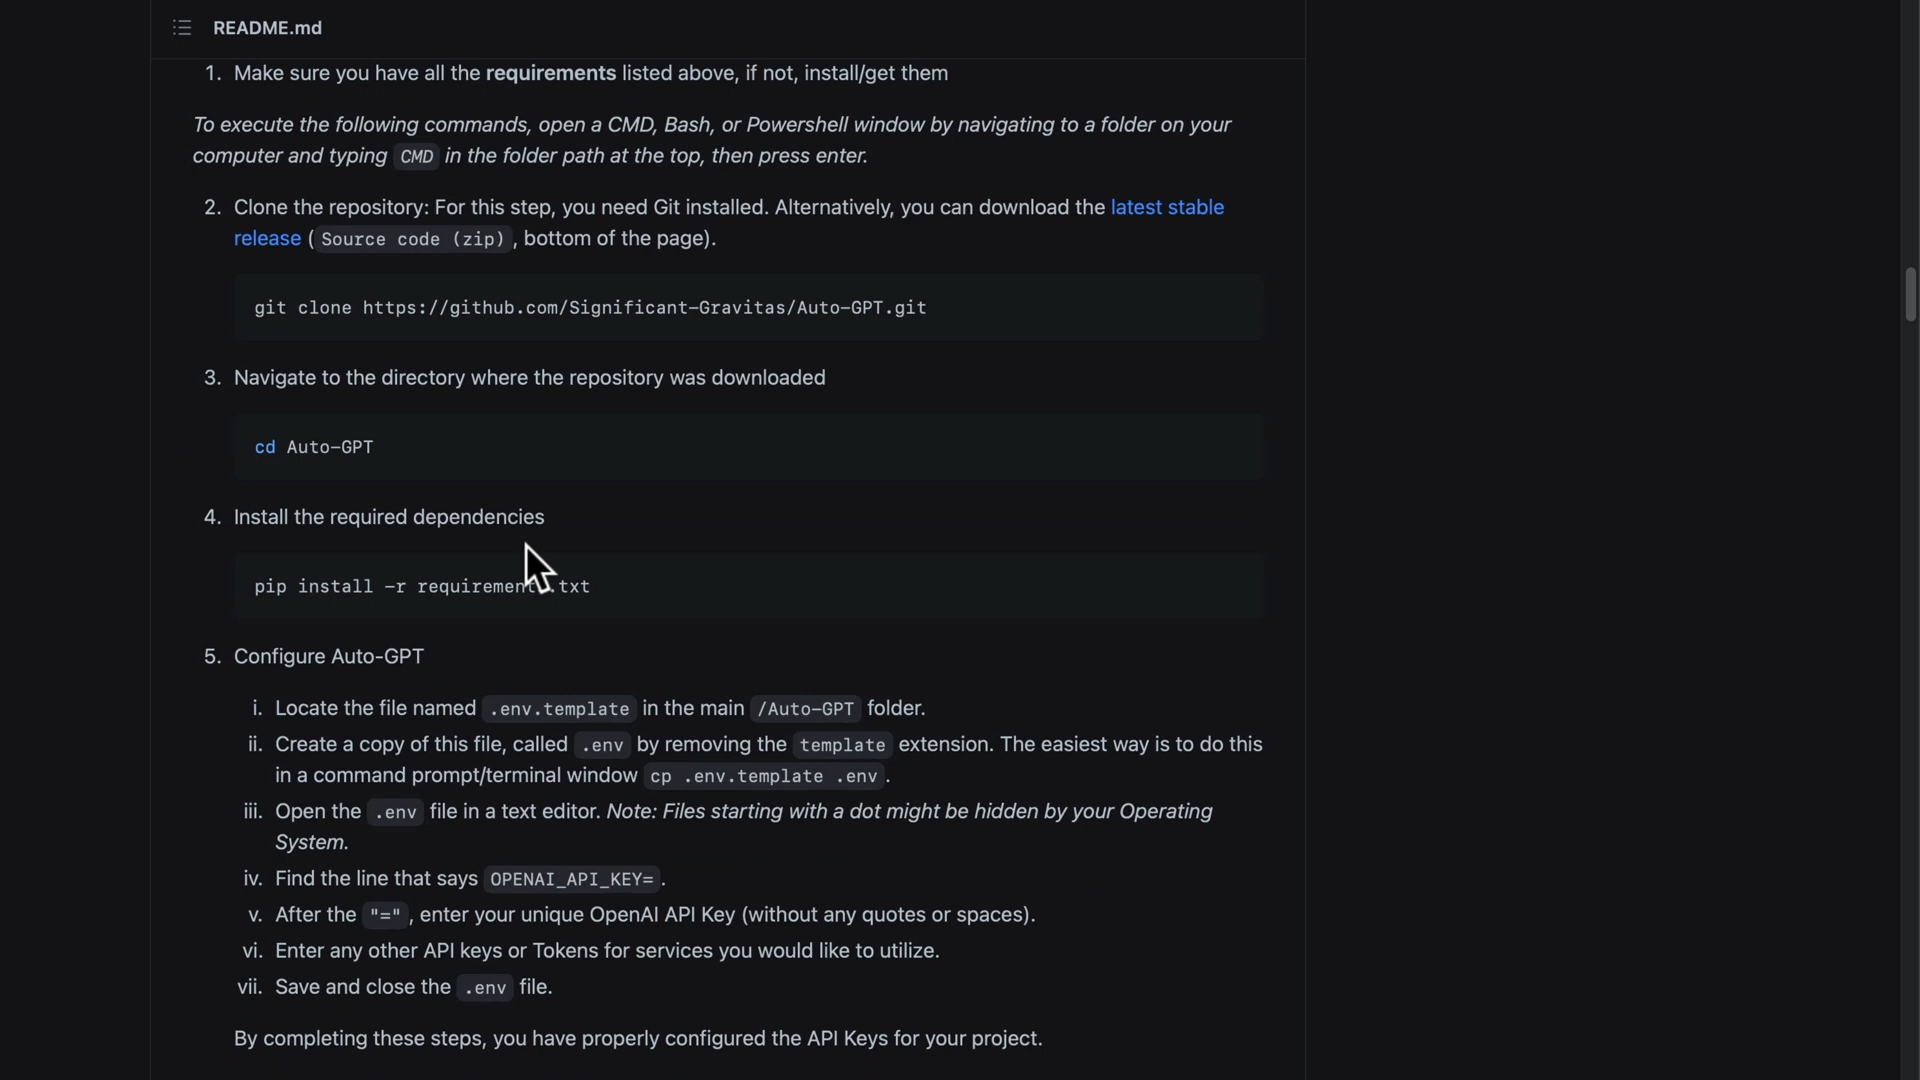 README.md
1. Make sure you have all the requirements listed above, if not, install/get them
To execute the following commands, open a CMD, Bash, or Powershell window by navigating to a folder on your
computer and typing CMD in the folder path at the top, then press enter.
2. Clone the repository: For this step, you need Git installed. Alternatively, you can download the latest stable
release ( Source code (zip) , bottom of the page).
git clone https://github.com/Significant-Gravitas/Auto-GPT.git
3. Navigate to the directory where the repository was downloaded
cd Auto-GPT
4. Install the required dependencies
pip install -r requirements.txt
5. Configure Auto-GPT
i. Locate the file named .env.template in the main /Auto-GPT folder.
ii. Create a copy of this file, called .env by removing the template extension. The easiest way is to do this
in a command prompt/terminal window cp .env.template .env .
iii. Open the .env file in a text editor. Note: Files starting with a dot might be hidden by your Operating
System.
iv. Find the line that says OPENAI_API_KEY= .
v. After the "=" , enter your unique OpenAI API Key (without any quotes or spaces).
vi. Enter any other API keys or Tokens for services you would like to utilize.
vii. Save and close the .env file.
By completing these steps, you have properly configured the API Keys for your project.